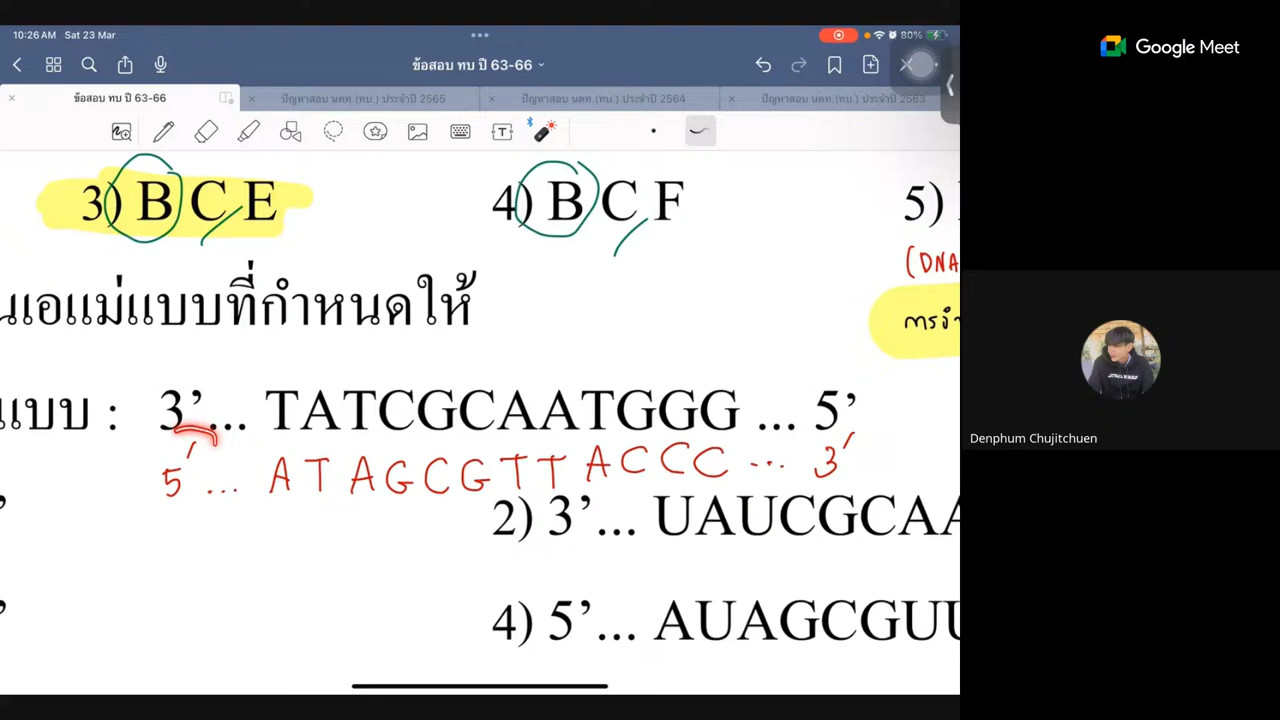 10:26 AM Sat 23 Mar
80%
Google Meet
ข้อสอบ ทบ ปี 63-66
ข้อสอบ ทบ ปี 63-66 ปัญหาสอบ นดท.(ทบ.) ประจำปี 2565 ปัญหาสอบ นดท.(ทบ.) ประจำปี 2564 ปัญหาสอบ นดท.(ทบ.) ประจำปี 2563
3) B C E 4) B C F 5)
(DNA
นเอแม่แบบที่กำหนดให้
แบบ : 3’... TATCGCAATGGG ... 5’
5' ... ATAGCGTTACCC ... 3'
Denphum Chujitchuen
2) 3’... UAUCGCAA
4) 5’... AUAGCGUU